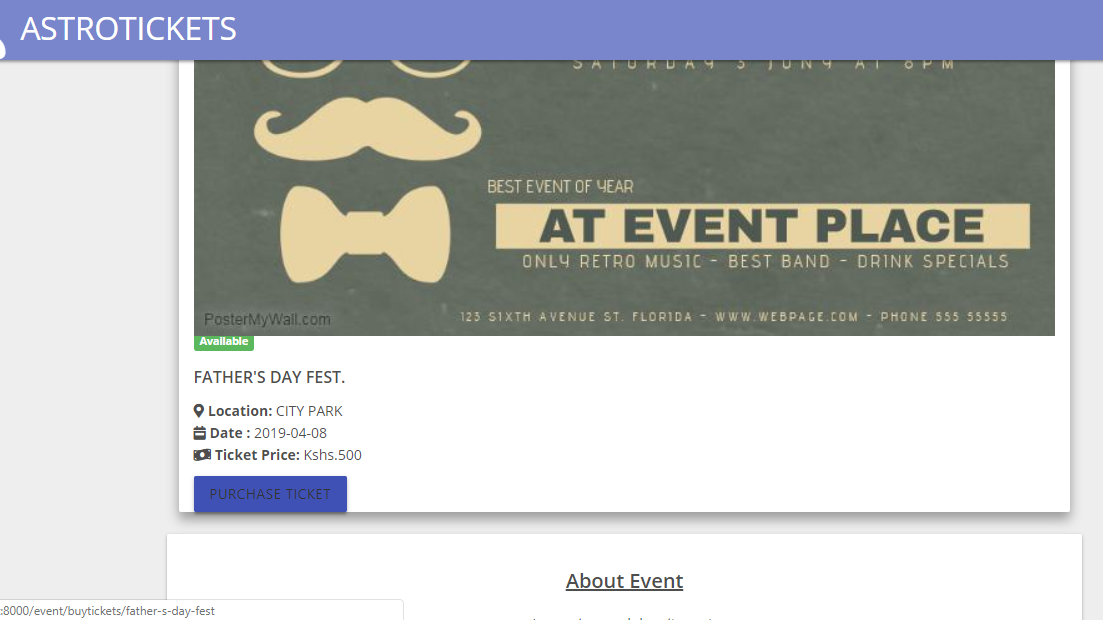 ASTROTICKETS
SATURDAY 3 JUNY AT 8PM
BEST EVENT OF YEAR
AT EVENT PLACE
ONLY RETRO MUSIC - BEST BAND - DRINK SPECIALS
PosterMyWall.com
123 SIXTH AVENUE ST. FLORIDA - WWW.WEBPAGE.COM - PHONE 555 55555
Available
FATHER'S DAY FEST.
Location: CITY PARK
Date : 2019-04-08
Ticket Price: Kshs.500
PURCHASE TICKET
About Event
:8000/event/buytickets/father-s-day-fest